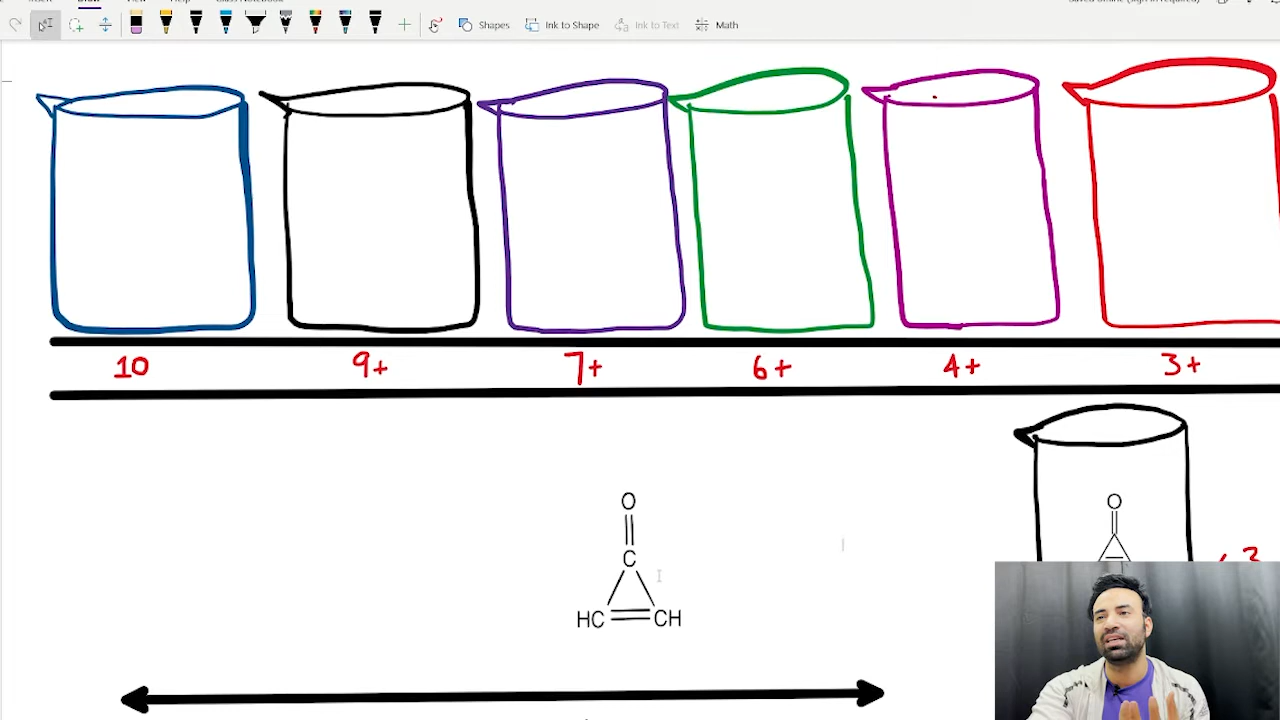 Shapes
Ink to Shape
Ink to Text
Math
10
9+
7+
6+
4+
3+
O
C
HC
CH
O